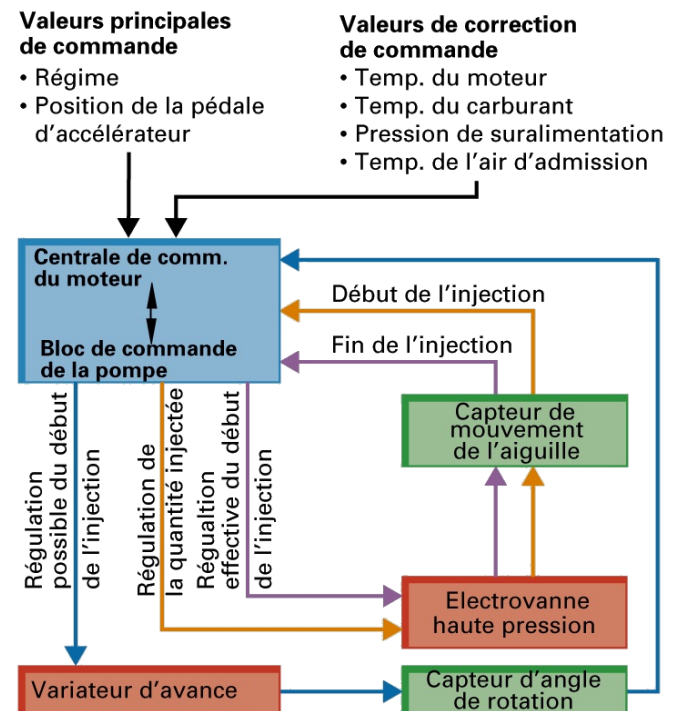 Valeurs principales
de commande
• Régime
• Position de la pédale
d'accélérateur
Valeurs de correction
de commande
• Temp. du moteur
• Temp. du carburant
• Pression de suralimentation
• Temp. de l'air d'admission
Centrale de comm.
du moteur
Bloc de commande
de la pompe
Début de l'injection
Fin de l'injection
Capteur de
mouvement
de l'aiguille
Régulation
possible du début
de l'injection
Régulation de
la quantité injectée
Régualtion
effective du début
de l'injection
Electrovanne
haute pression
Variateur d'avance
Capteur d'angle
de rotation